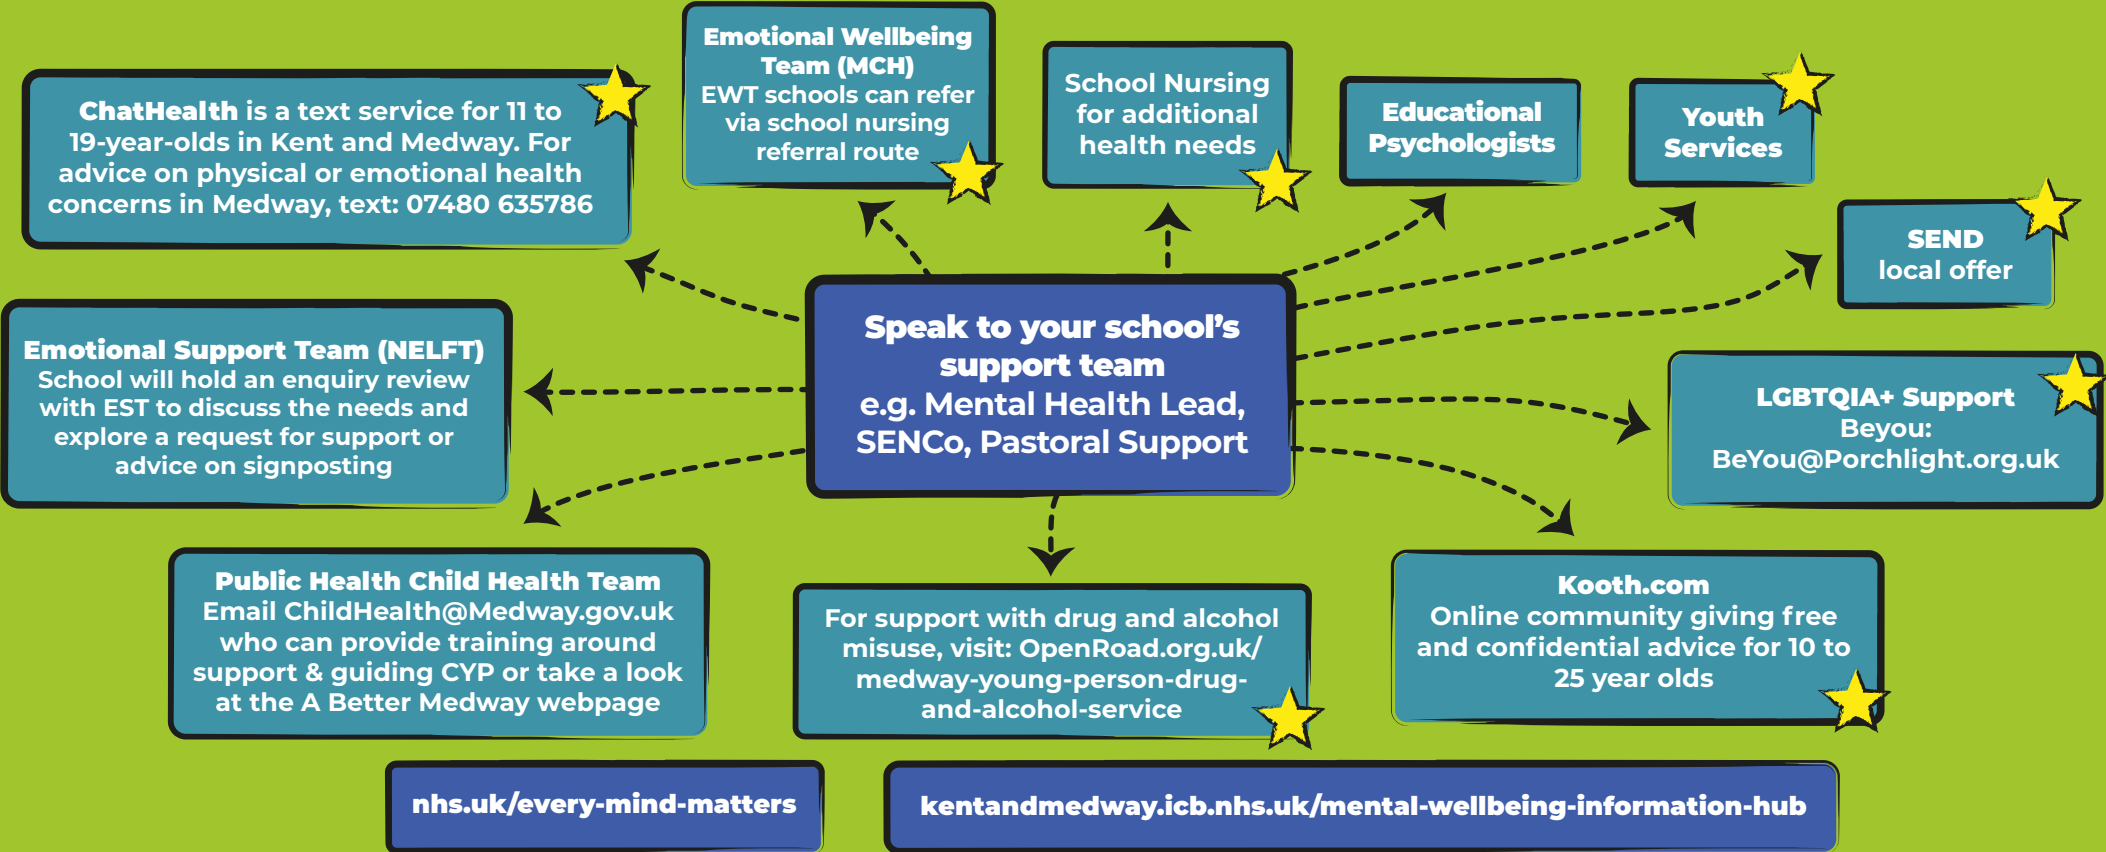 ChatHealth is a text service for 11 to
19-year-olds in Kent and Medway. For
advice on physical or emotional health
concerns in Medway, text: 07480 635786
Emotional Wellbeing
Team (MCH)
EWT schools can refer
via school nursing
referral route
School Nursing
for additional
health needs
Educational
Psychologists
Youth
Services
SEND
local offer
Emotional Support Team (NELFT)
School will hold an enquiry review
with EST to discuss the needs and
explore a request for support or
advice on signposting
Speak to your school's
support team
e.g. Mental Health Lead,
SENCo, Pastoral Support
LGBTQIA+ Support
Beyou:
BeYou@Porchlight.org.uk
Public Health Child Health Team
Email ChildHealth@Medway.gov.uk
who can provide training around
support & guiding CYP or take a look
at the A Better Medway webpage
For support with drug and alcohol
misuse, visit: OpenRoad.org.uk/
medway-young-person-drug-
and-alcohol-service
Kooth.com
Online community giving free
and confidential advice for 10 to
25 year olds
nhs.uk/every-mind-matters
kentandmedway.icb.nhs.uk/mental-wellbeing-information-hub